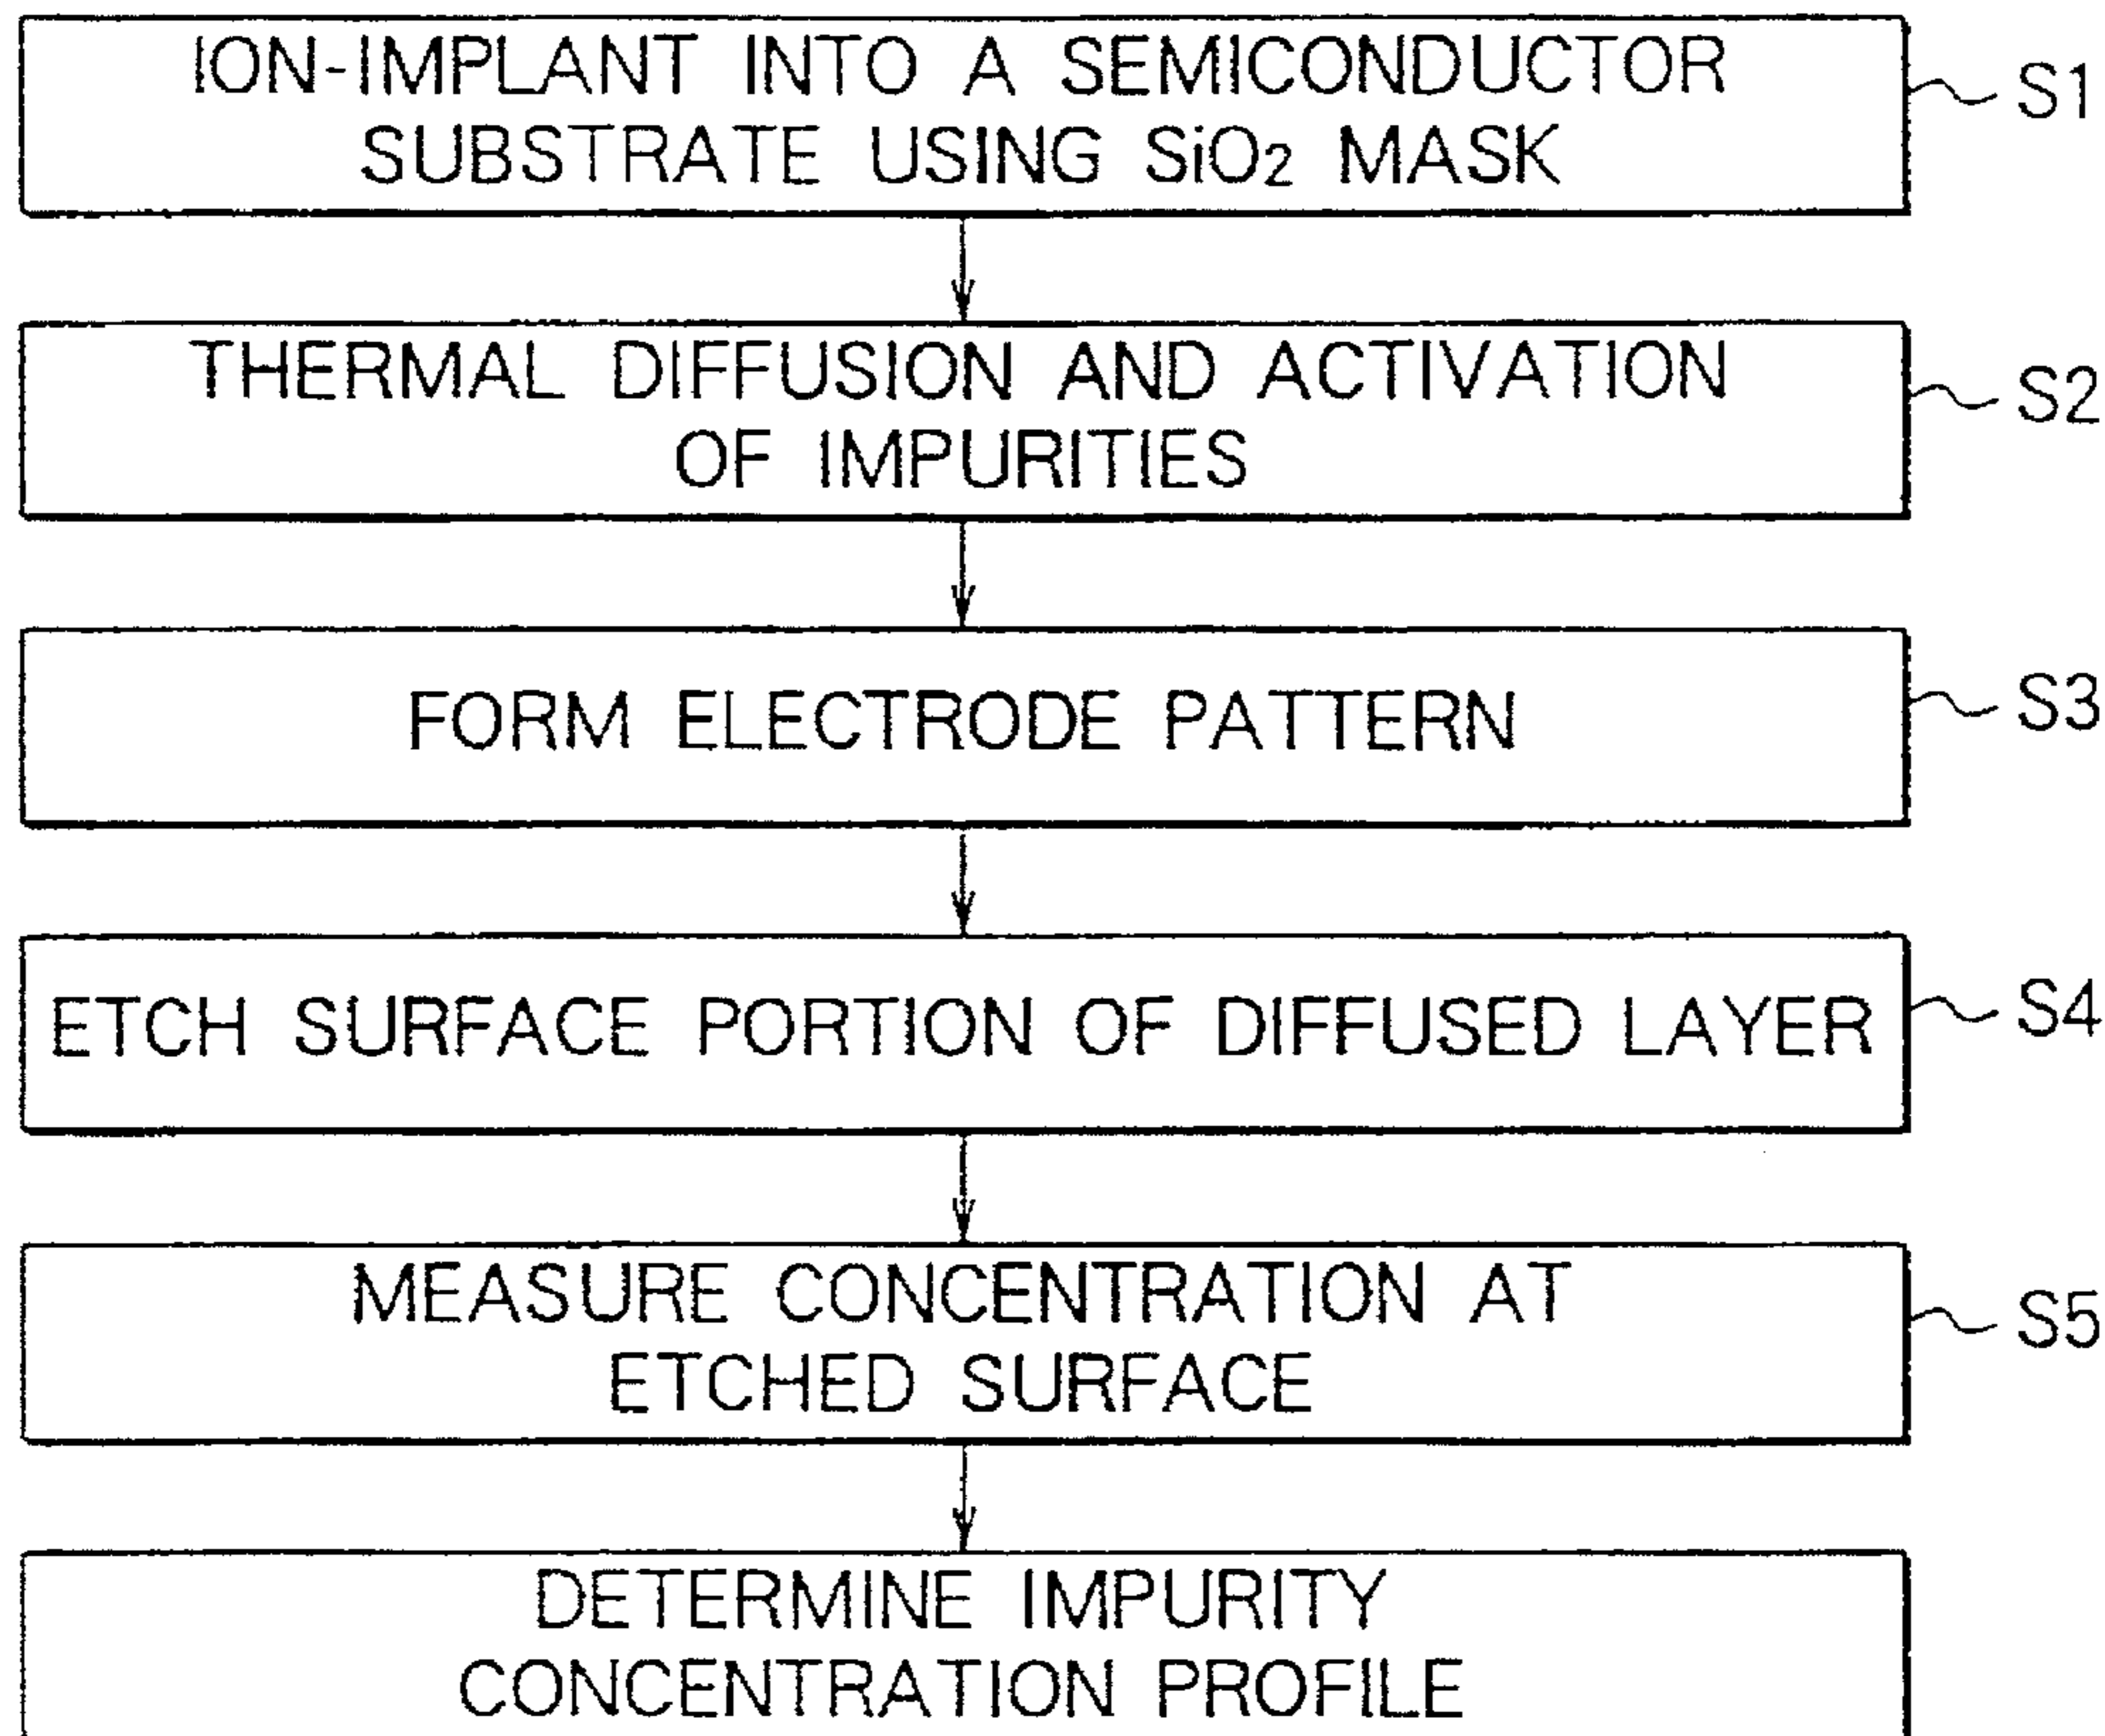 ION-IMPLANT INTO A SEMICONDUCTOR
SUBSTRATE USING SiO₂ MASK
S1
THERMAL DIFFUSION AND ACTIVATION
OF IMPURITIES
S2
FORM ELECTRODE PATTERN
S3
ETCH SURFACE PORTION OF DIFFUSED LAYER
S4
MEASURE CONCENTRATION AT
ETCHED SURFACE
S5
DETERMINE IMPURITY
CONCENTRATION PROFILE